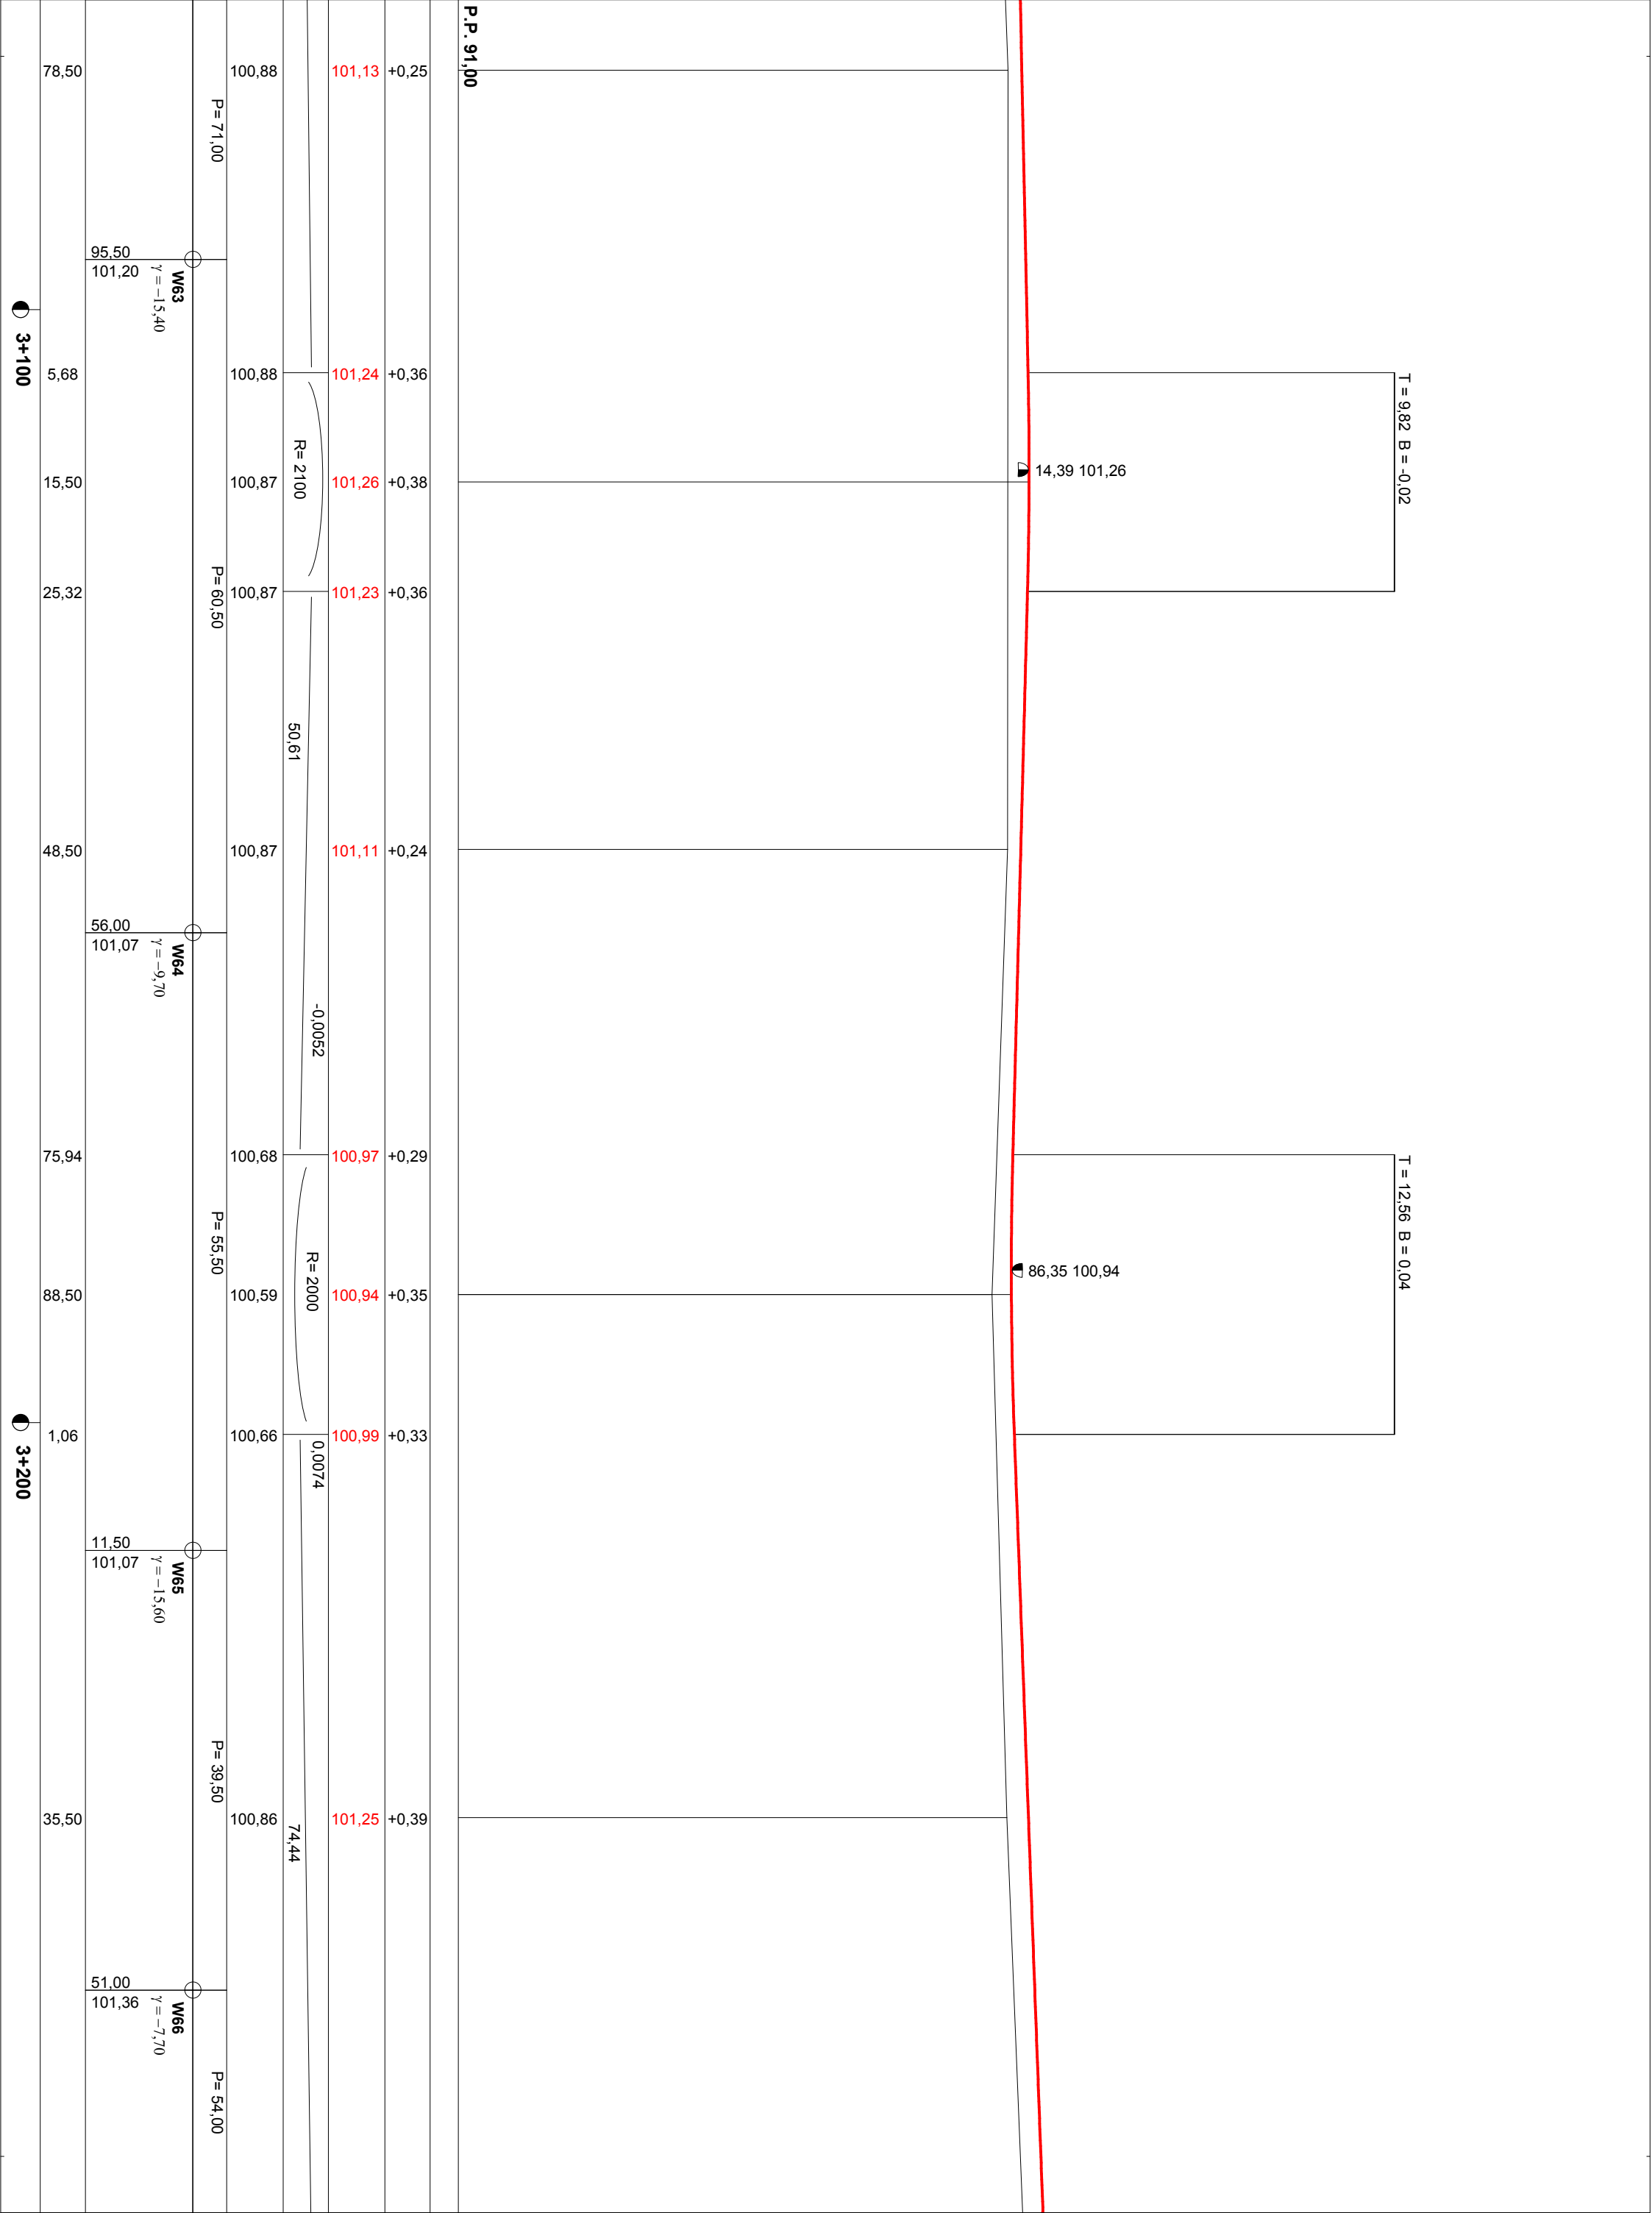 P.P. 91,00
78,50
100,88
101,13
+0,25
P= 71,00
95,50
101,20
W63
γ = −15,40
3+100
5,68
100,88
101,24
+0,36
T = 9,82 B = -0,02
R= 2100
14,39 101,26
15,50
100,87
101,26
+0,38
25,32
P= 60,50
100,87
101,23
+0,36
50,61
48,50
100,87
101,11
+0,24
56,00
101,07
W64
γ = −9,70
-0,0052
75,94
100,68
100,97
+0,29
T = 12,56 B = 0,04
P= 55,50
R= 2000
86,35 100,94
88,50
100,59
100,94
+0,35
3+200
1,06
100,66
100,99
+0,33
0,0074
11,50
101,07
W65
γ = −15,60
P= 39,50
35,50
100,86
101,25
+0,39
74,44
51,00
101,36
W66
γ = −7,70
P= 54,00